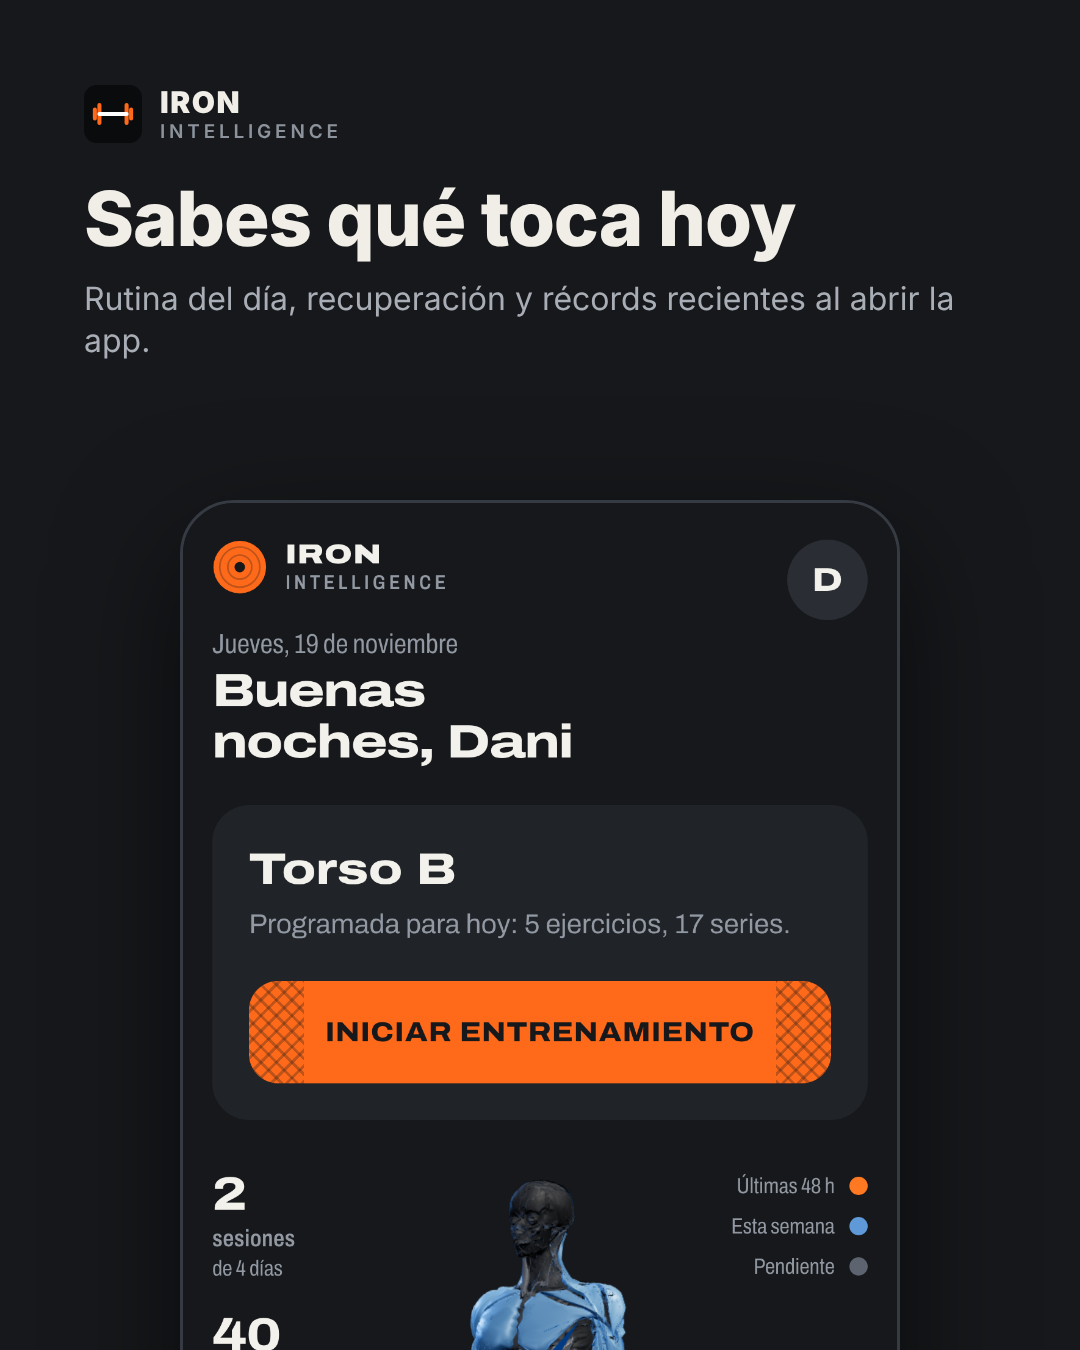 IRON
INTELLIGENCE
Sabes qué toca hoy
Rutina del día, recuperación y récords recientes al abrir la
app.
IRON
INTELLIGENCE
D
Jueves, 19 de noviembre
Buenas
noches, Dani
Torso B
Programada para hoy: 5 ejercicios, 17 series.
INICIAR ENTRENAMIENTO
2
sesiones
de 4 días
Últimas 48 h
Esta semana
Pendiente
40